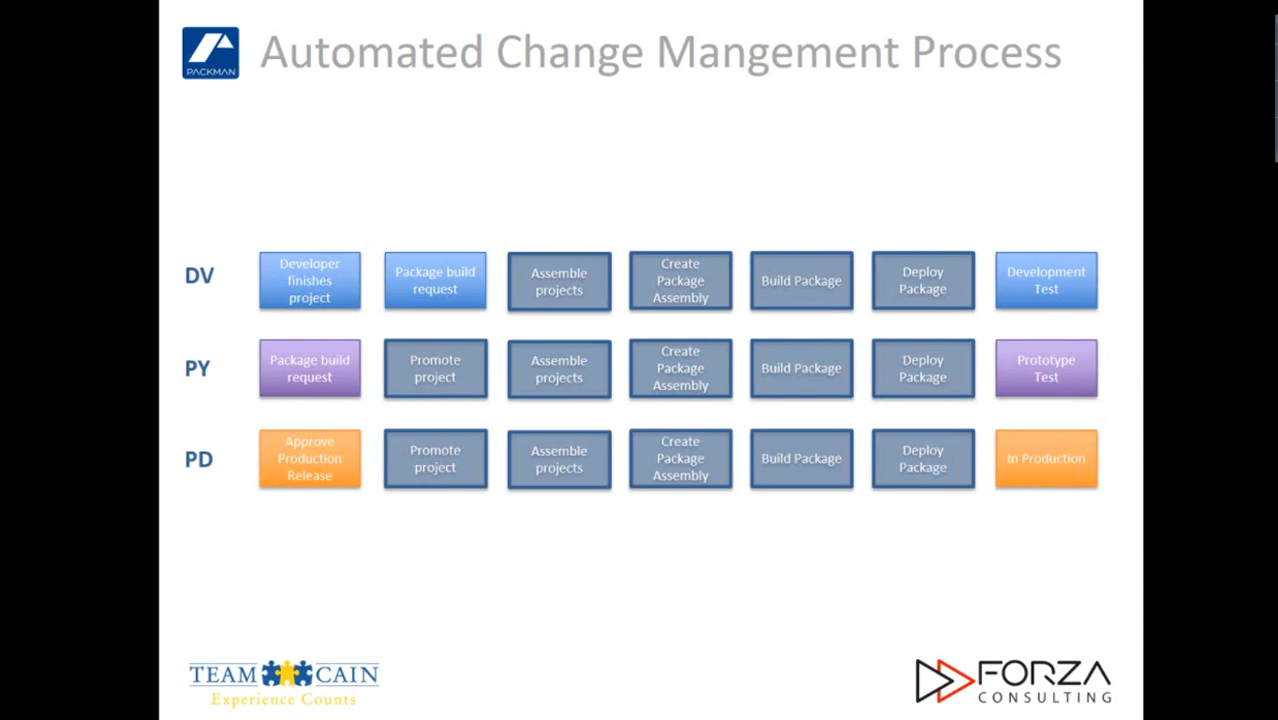 PACKMAN
Automated Change Mangement Process
DV
Developer
finishes
project
Package build
request
Assemble
projects
Create
Package
Assembly
Build Package
Deploy
Package
Development
Test
PY
Package build
request
Promote
project
Assemble
projects
Create
Package
Assembly
Build Package
Deploy
Package
Prototype
Test
PD
Approve
Production
Release
Promote
project
Assemble
projects
Create
Package
Assembly
Build Package
Deploy
Package
In Production
TEAM CAIN
Experience Counts
FORZA
CONSULTING